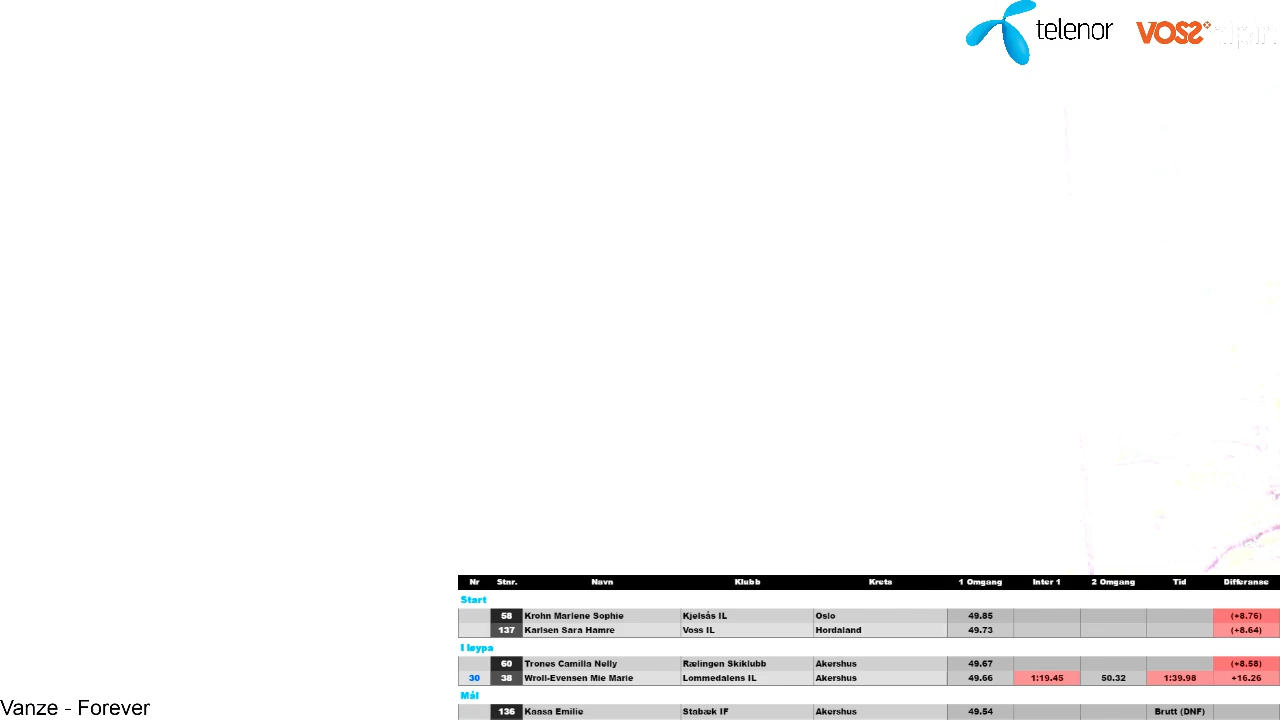 telenor VOSS alpin
Nr Stnr. Navn Klubb Krets 1 Omgang Inter 1 2 Omgang Tid Differanse
Start
58 Krohn Marlene Sophie Kjelsås IL Oslo 49.85 (+8.76)
137 Karlsen Sara Hamre Voss IL Hordaland 49.73 (+8.64)
I løypa
60 Trones Camilla Nelly Rælingen Skiklubb Akershus 49.67 (+8.58)
30 38 Wroll-Evensen Mie Marie Lommedalens IL Akershus 49.66 1:19.45 50.32 1:39.98 +16.26
Mål
136 Kaasa Emilie Stabæk IF Akershus 49.54 Brutt (DNF)
Vanze - Forever